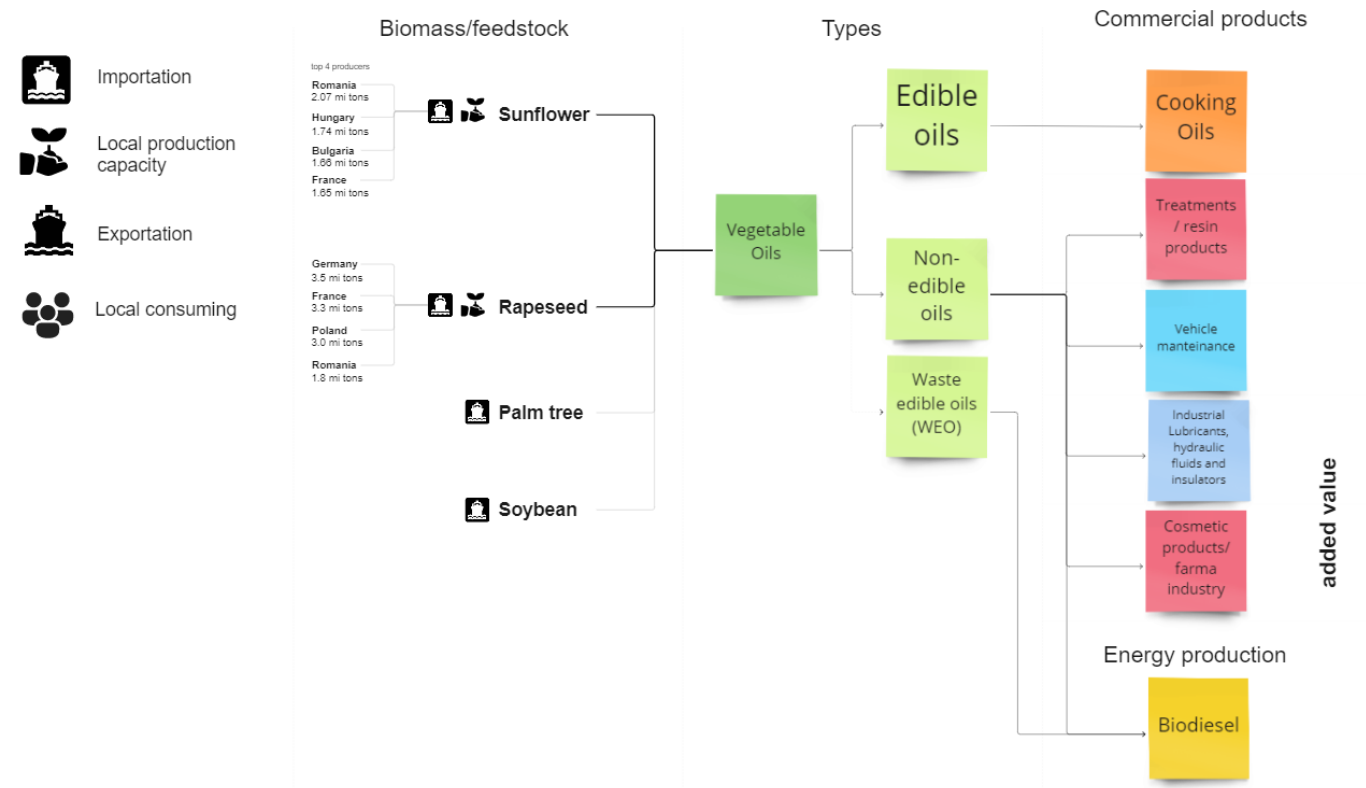 Importation
Local production
capacity
Exportation
Local consuming
Biomass/feedstock
top 4 producers
Romania
2.07 mi tons
Hungary
1.74 mi tons
Bulgaria
1.66 mi tons
France
1.65 mi tons
Sunflower
Germany
3.5 mi tons
France
3.3 mi tons
Poland
3.0 mi tons
Romania
1.8 mi tons
Rapeseed
Palm tree
Soybean
Types
Vegetable
Oils
Edible
oils
Non-
edible
oils
Waste
edible oils
(WEO)
Commercial products
Cooking
Oils
Treatments
/ resin
products
Vehicle
manteinance
Industrial
Lubricants,
hydraulic
fluids and
insulators
Cosmetic
products/
farma
industry
added value
Energy production
Biodiesel